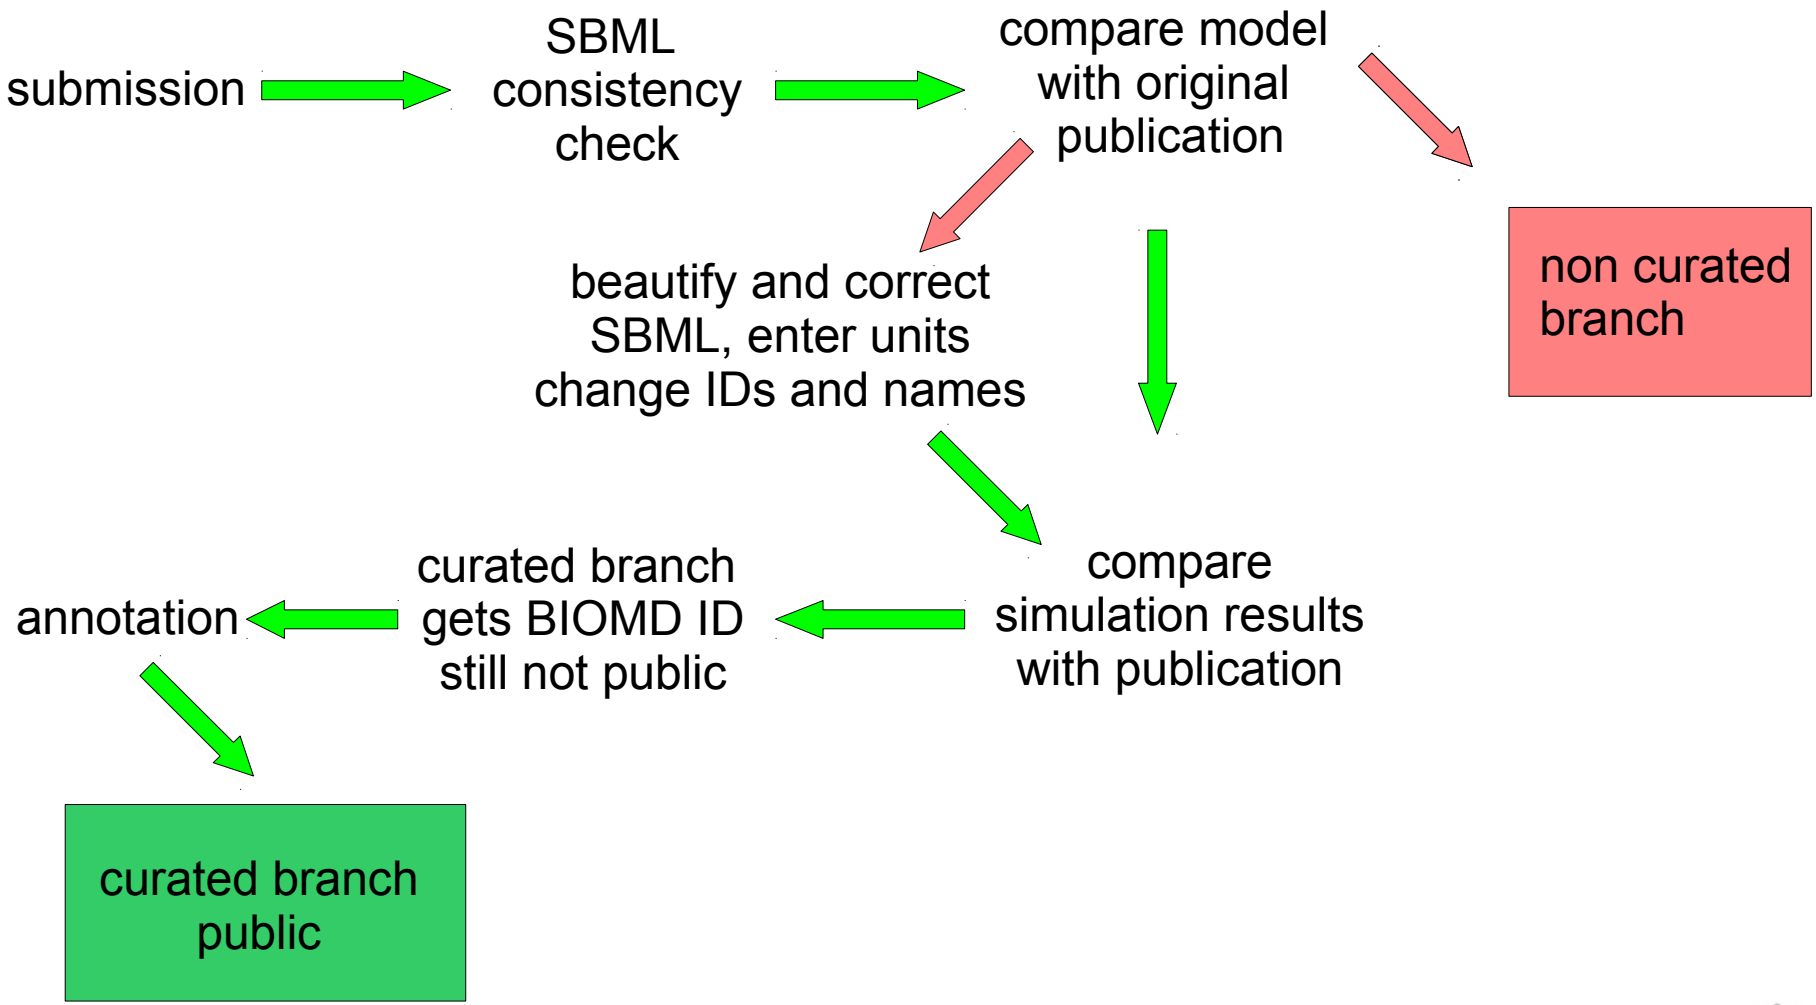 submission
SBML
consistency
check
compare model
with original
publication
non curated
branch
beautify and correct
SBML, enter units
change IDs and names
compare
simulation results
with publication
curated branch
gets BIOMD ID
still not public
annotation
curated branch
public